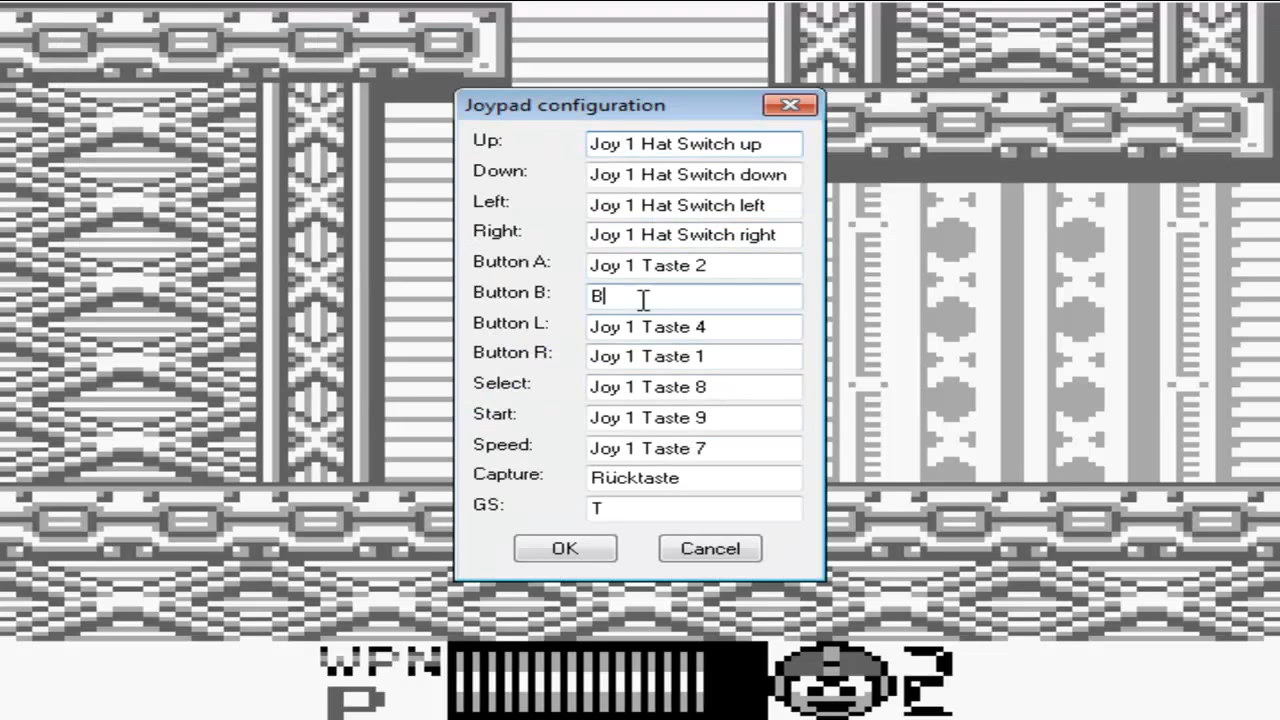 Joypad configuration
Up: Joy 1 Hat Switch up
Down: Joy 1 Hat Switch down
Left: Joy 1 Hat Switch left
Right: Joy 1 Hat Switch right
Button A: Joy 1 Taste 2
Button B: B
Button L: Joy 1 Taste 4
Button R: Joy 1 Taste 1
Select: Joy 1 Taste 8
Start: Joy 1 Taste 9
Speed: Joy 1 Taste 7
Capture: Rücktaste
GS: T
OK Cancel
WPN 2
P